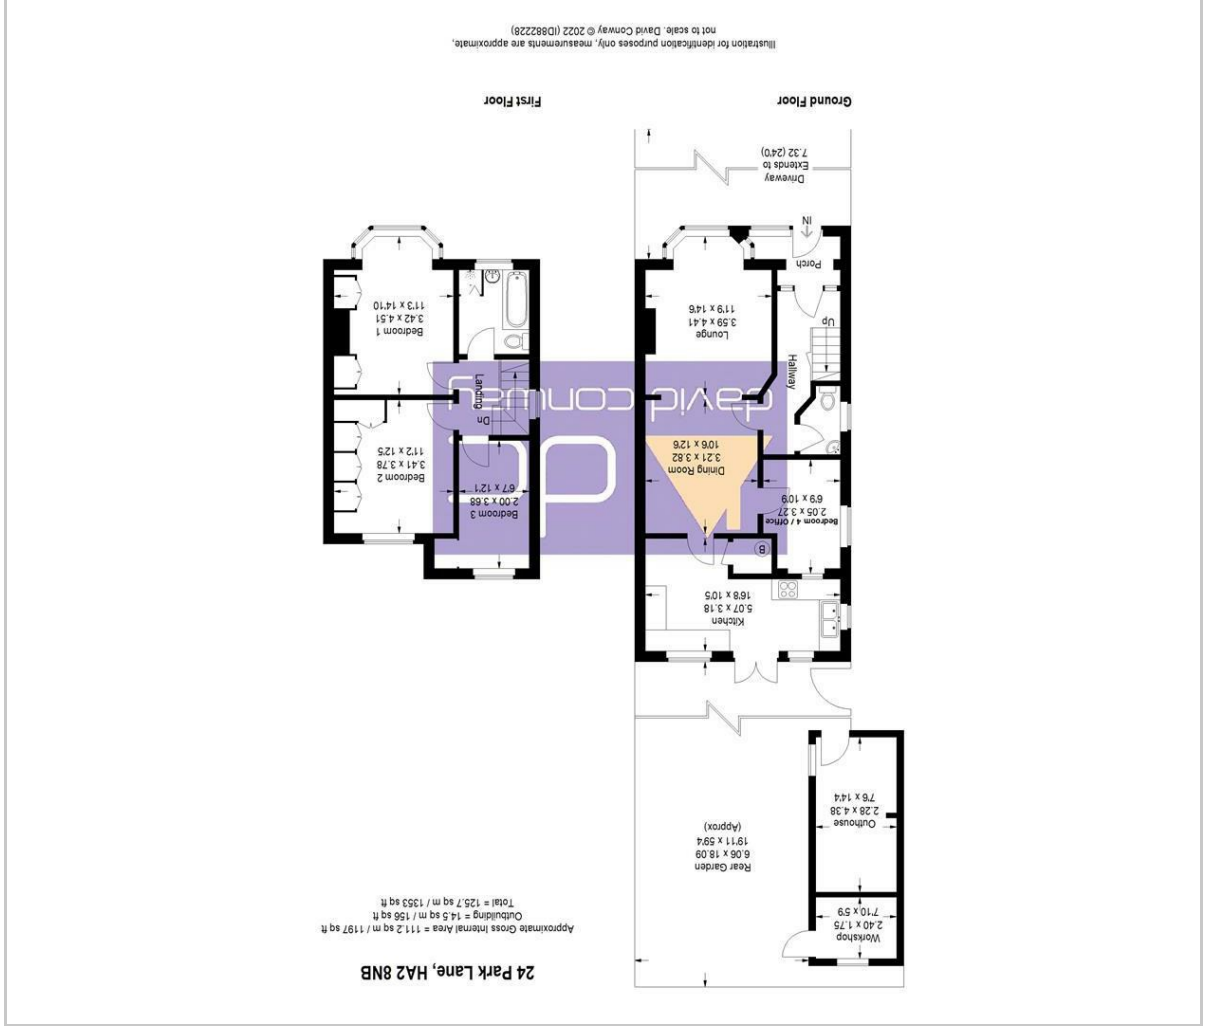 24 Park Lane, HA2 8NB
Approximate Gross Internal Area = 111.2 sq m / 1197 sq ft
Outbuilding = 14.5 sq m / 156 sq ft
Total = 125.7 sq m / 1353 sq ft
Workshop
2.40 x 1.75
7'10 x 5'9
Outhouse
2.28 x 4.38
7'6 x 14'4
Rear Garden
6.06 x 18.09
19'11 x 59'4
(Approx)
Kitchen
5.07 x 3.18
16'8 x 10'5
B
Bedroom 4 / Office
2.05 x 3.27
6'9 x 10'9
Dining Room
3.21 x 3.82
10'6 x 12'6
Hallway
Up
Lounge
3.59 x 4.41
11'9 x 14'6
Porch
IN
Driveway
Extends to
7.32 (24'0)
Ground Floor
Bedroom 3
2.00 x 3.68
6'7 x 12'1
Bedroom 2
3.41 x 3.78
11'2 x 12'5
Dn
Landing
Bedroom 1
3.42 x 4.51
11'3 x 14'10
First Floor
david conway
Illustration for identification purposes only, measurements are approximate,
not to scale. David Conway © 2022 (ID882228)